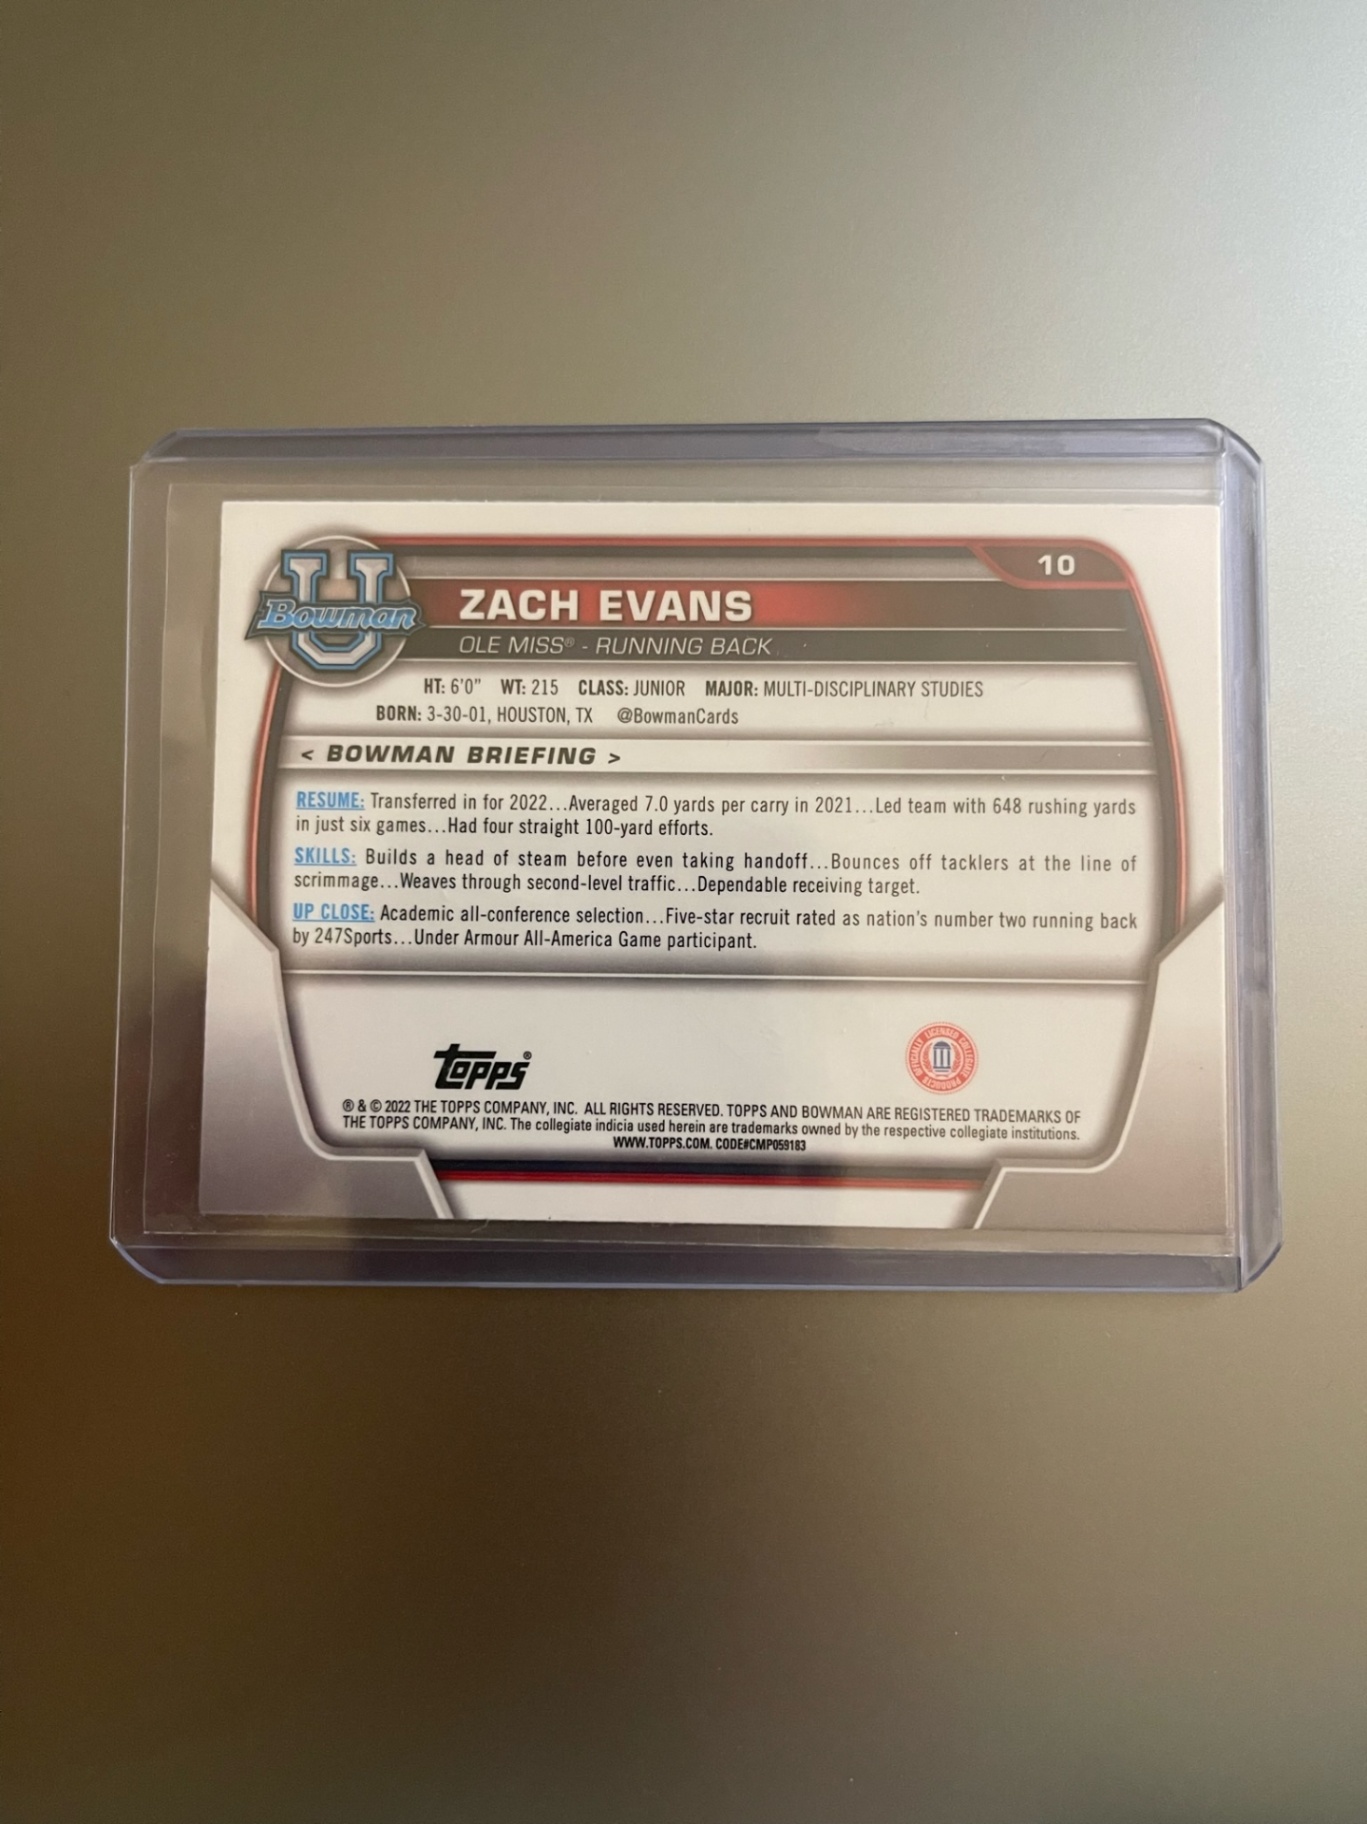 10
Bowman
U
ZACH EVANS
OLE MISS® - RUNNING BACK
HT: 6'0" WT: 215 CLASS: JUNIOR MAJOR: MULTI-DISCIPLINARY STUDIES
BORN: 3-30-01, HOUSTON, TX @BowmanCards
< BOWMAN BRIEFING >
RESUME: Transferred in for 2022...Averaged 7.0 yards per carry in 2021...Led team with 648 rushing yards
in just six games...Had four straight 100-yard efforts.
SKILLS: Builds a head of steam before even taking handoff...Bounces off tacklers at the line of
scrimmage...Weaves through second-level traffic...Dependable receiving target.
UP CLOSE: Academic all-conference selection...Five-star recruit rated as nation's number two running back
by 247Sports...Under Armour All-America Game participant.
topps®
OFFICIALLY LICENSED COLLEGIATE PRODUCTS
® & © 2022 THE TOPPS COMPANY, INC. ALL RIGHTS RESERVED. TOPPS AND BOWMAN ARE REGISTERED TRADEMARKS OF
THE TOPPS COMPANY, INC. The collegiate indicia used herein are trademarks owned by the respective collegiate institutions.
WWW.TOPPS.COM. CODE#CMP059183